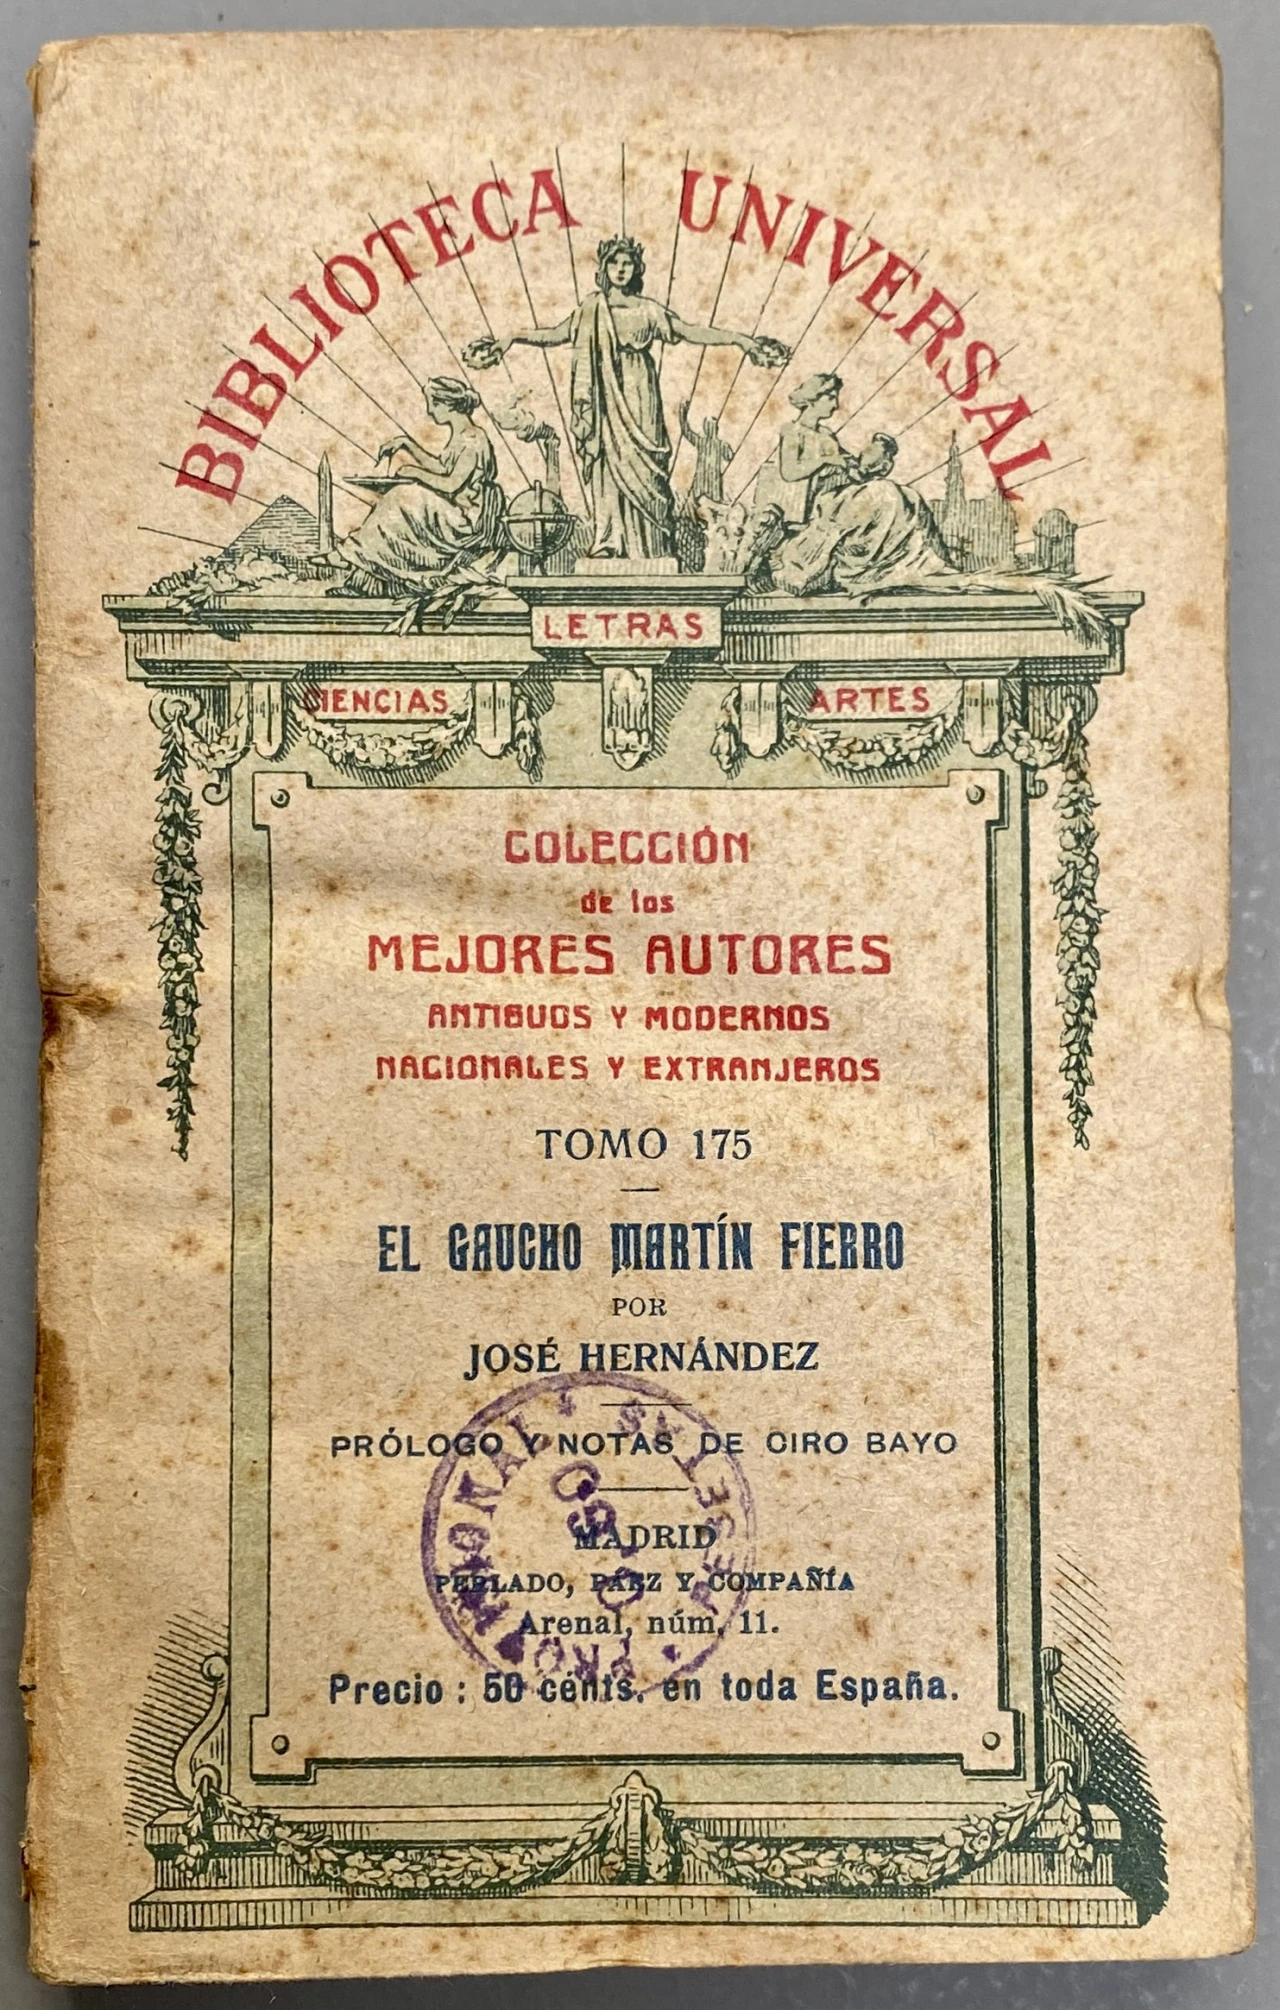 BIBLIOTECA UNIVERSAL
LETRAS
CIENCIAS
ARTES
COLECCIÓN
de los
MEJORES AUTORES
ANTIGUOS Y MODERNOS
NACIONALES Y EXTRANJEROS
TOMO 175
EL GAUCHO MARTÍN FIERRO
POR
JOSÉ HERNÁNDEZ
PRÓLOGO Y NOTAS DE CIRO BAYO
MADRID
PERLADO, PÁEZ Y COMPAÑÍA
Arenal, núm. 11.
Precio: 50 cénts. en toda España.